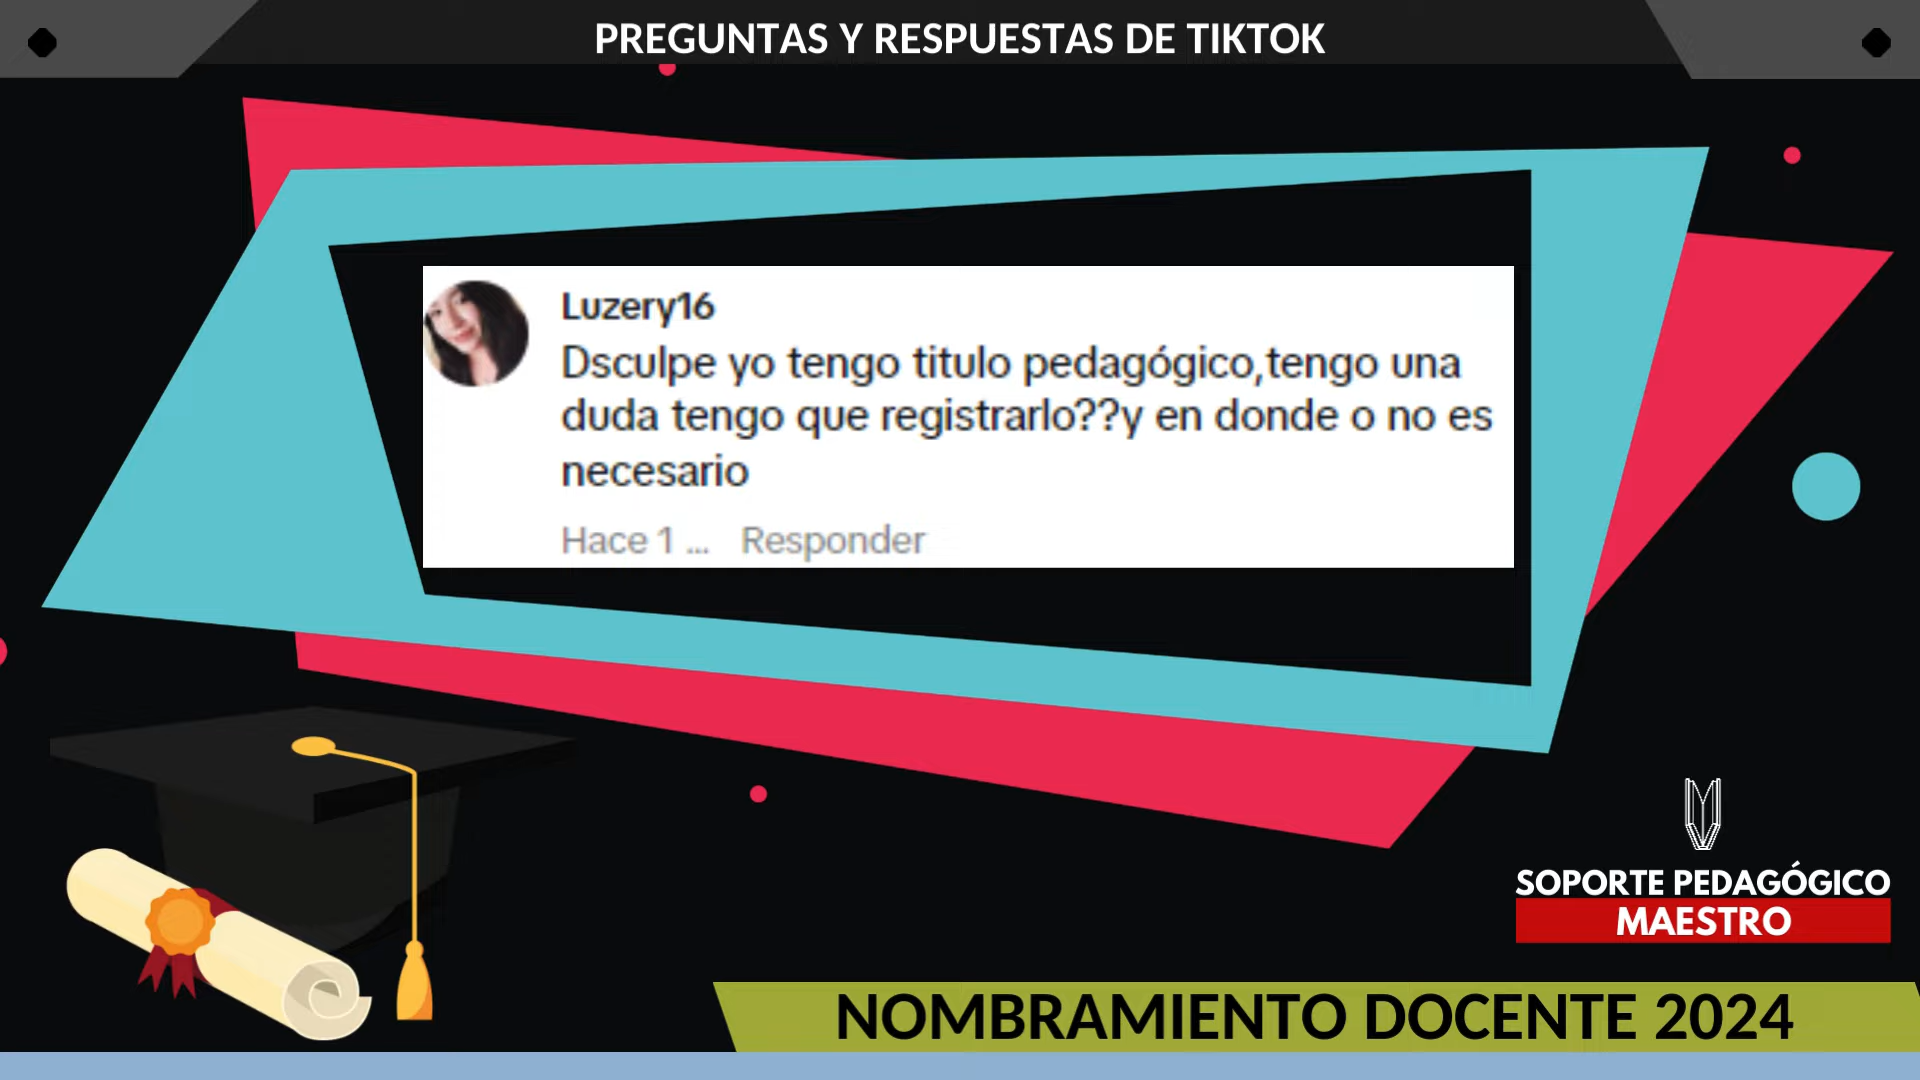 PREGUNTAS Y RESPUESTAS DE TIKTOK
Luzery16
Dsculpe yo tengo titulo pedagógico,tengo una
duda tengo que registrarlo??y en donde o no es
necesario
Hace 1 ... Responder
SOPORTE PEDAGÓGICO
MAESTRO
NOMBRAMIENTO DOCENTE 2024